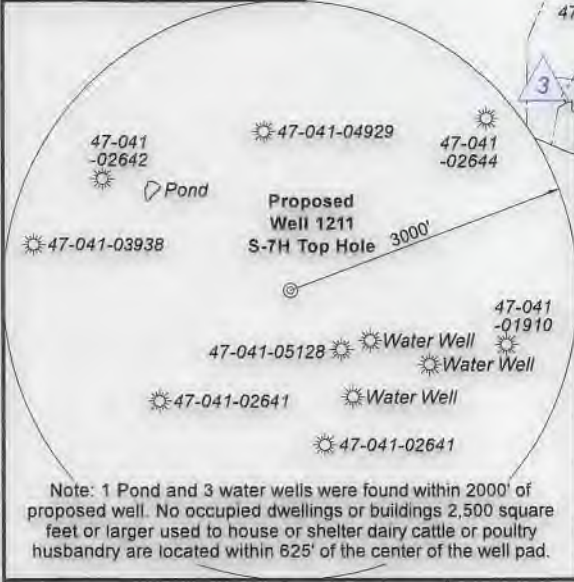 47
3
47-041-04929
47-041
-02642
47-041
-02644
Pond
Proposed
Well 1211
S-7H Top Hole
3000'
47-041-03938
47-041
-01910
47-041-05128
Water Well
Water Well
47-041-02641
Water Well
47-041-02641
Note: 1 Pond and 3 water wells were found within 2000' of
proposed well. No occupied dwellings or buildings 2,500 square
feet or larger used to house or shelter dairy cattle or poultry
husbandry are located within 625' of the center of the well pad.